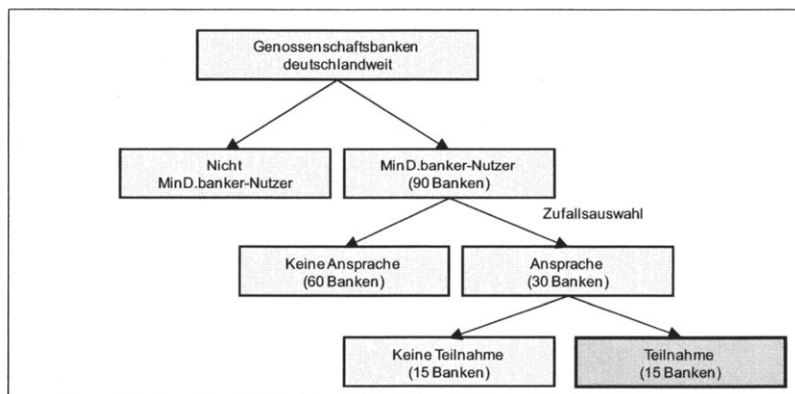 Genossenschaftsbanken
deutschlandweit
Nicht
MinD.banker-Nutzer
MinD.banker-Nutzer
(90 Banken)
Zufallsauswahl
Keine Ansprache
(60 Banken)
Ansprache
(30 Banken)
Keine Teilnahme
(15 Banken)
Teilnahme
(15 Banken)